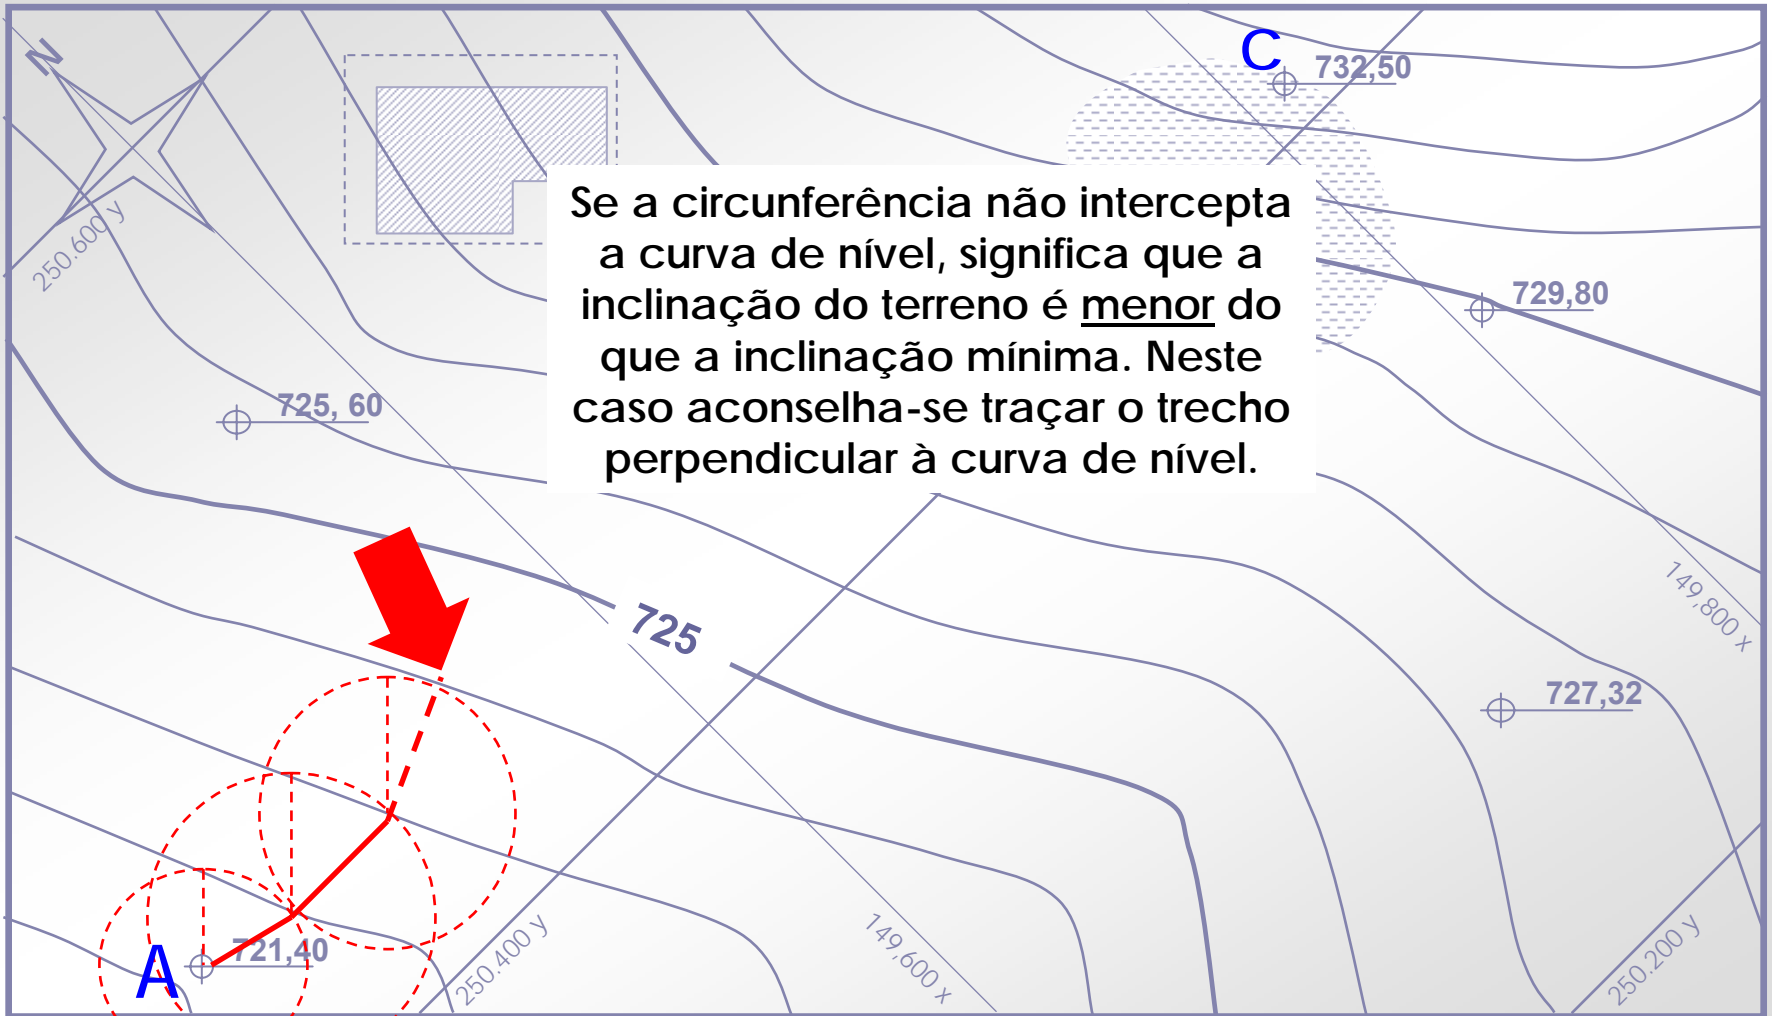 N
C
732,50
250.600 y
Se a circunferência não intercepta
a curva de nível, significa que a
inclinação do terreno é menor do
que a inclinação mínima. Neste
caso aconselha-se traçar o trecho
perpendicular à curva de nível.
729,80
725, 60
149,800 x
725
727,32
A
721,40
250.400 y
149,600 x
250.200 y